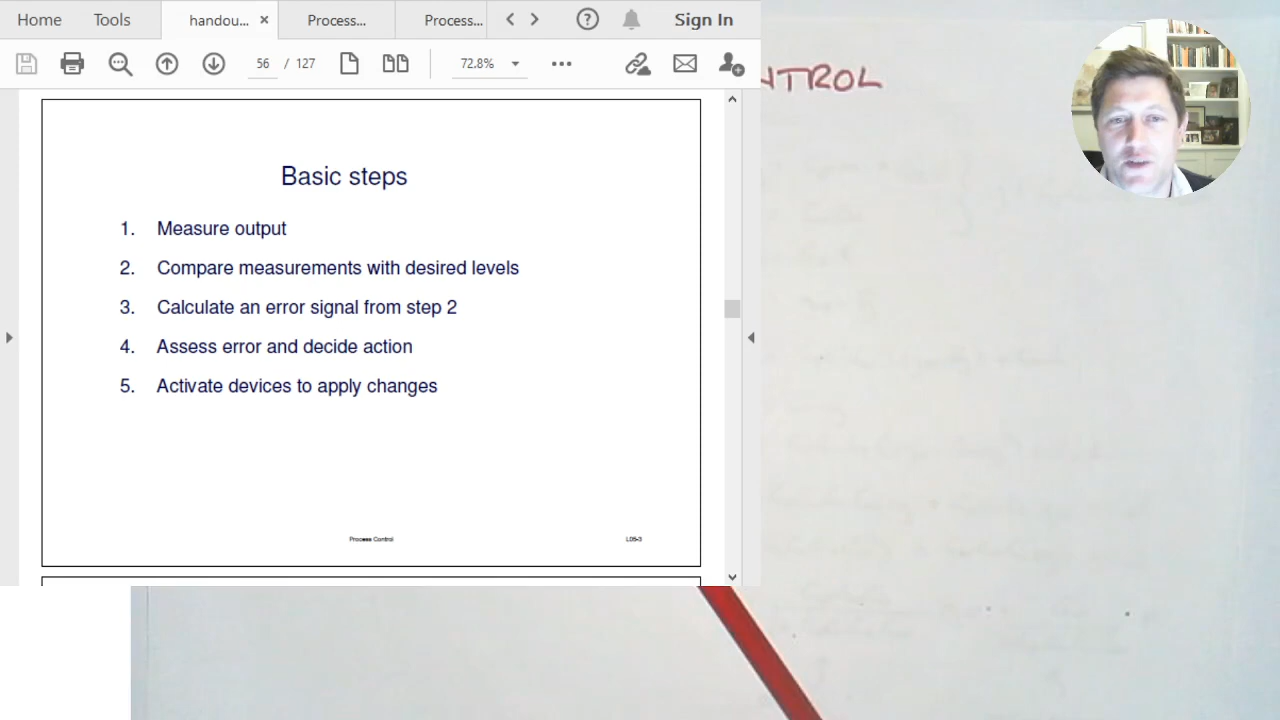 Home Tools handou... × Process... Process... ? Sign In
56 / 127 72.8%
NTROL
Basic steps
1. Measure output
2. Compare measurements with desired levels
3. Calculate an error signal from step 2
4. Assess error and decide action
5. Activate devices to apply changes
Process Control L05-3